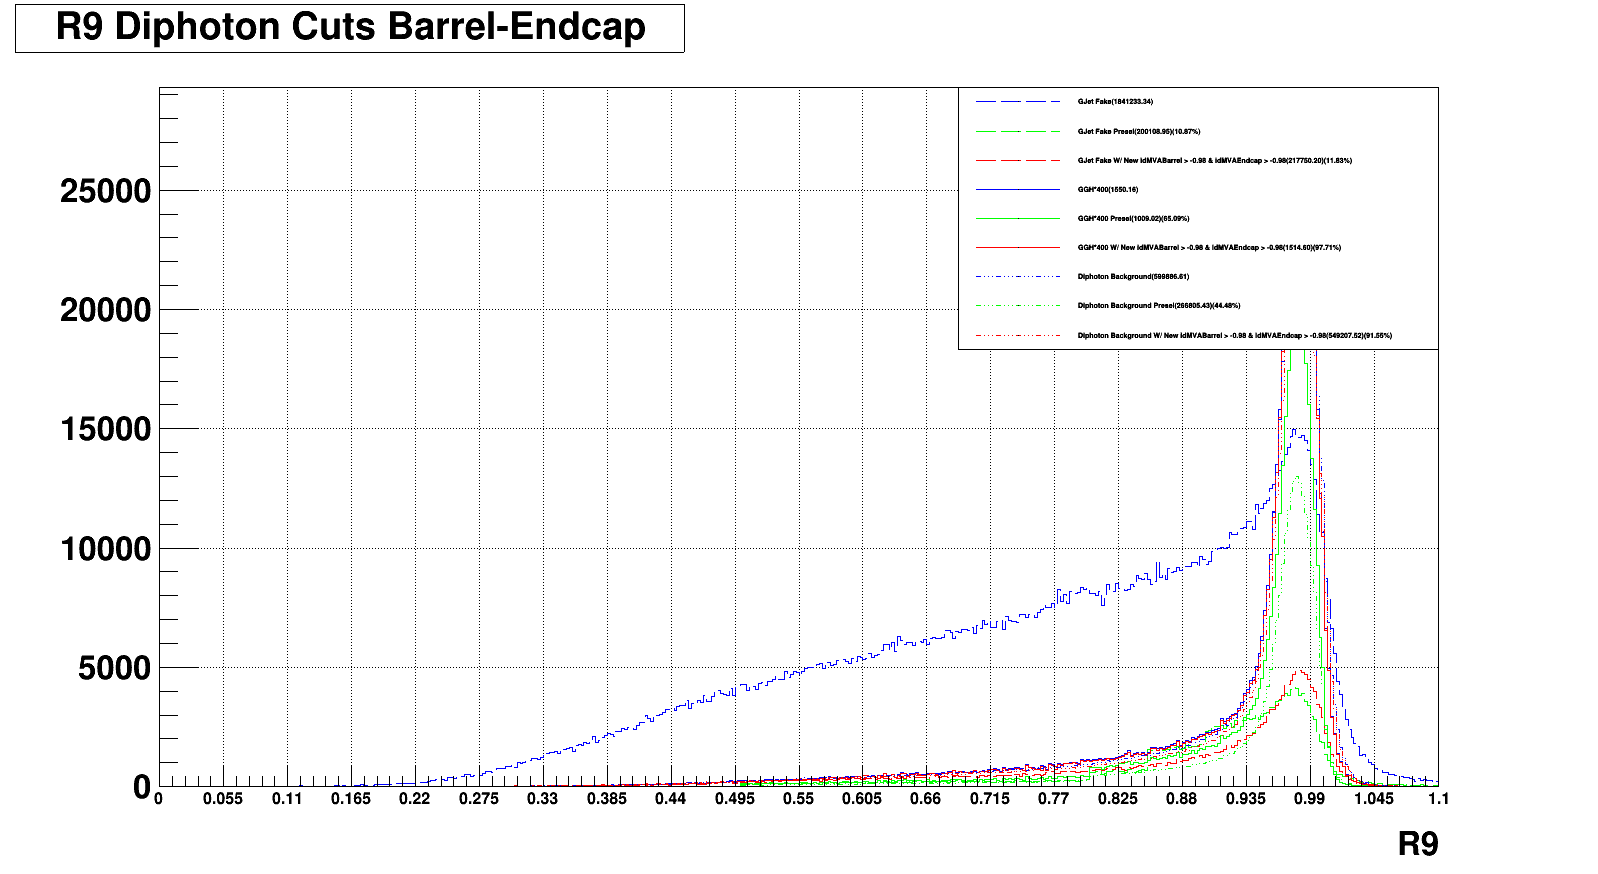 R9 Diphoton Cuts Barrel-Endcap
GJet Fake(1841233.34)
GJet Fake Presel(200108.95)(10.87%)
GJet Fake W/ New idMVABarrel > -0.98 & idMVAEndcap > -0.98(217750.20)(11.83%)
GGH*400(1550.16)
GGH*400 Presel(1009.02)(65.09%)
GGH*400 W/ New idMVABarrel > -0.98 & idMVAEndcap > -0.98(1514.60)(97.71%)
Diphoton Background(599886.61)
Diphoton Background Presel(266805.43)(44.48%)
Diphoton Background W/ New idMVABarrel > -0.98 & idMVAEndcap > -0.98(549207.52)(91.55%)
25000
20000
15000
10000
5000
0
0 0.055 0.11 0.165 0.22 0.275 0.33 0.385 0.44 0.495 0.55 0.605 0.66 0.715 0.77 0.825 0.88 0.935 0.99 1.045 1.1
R9